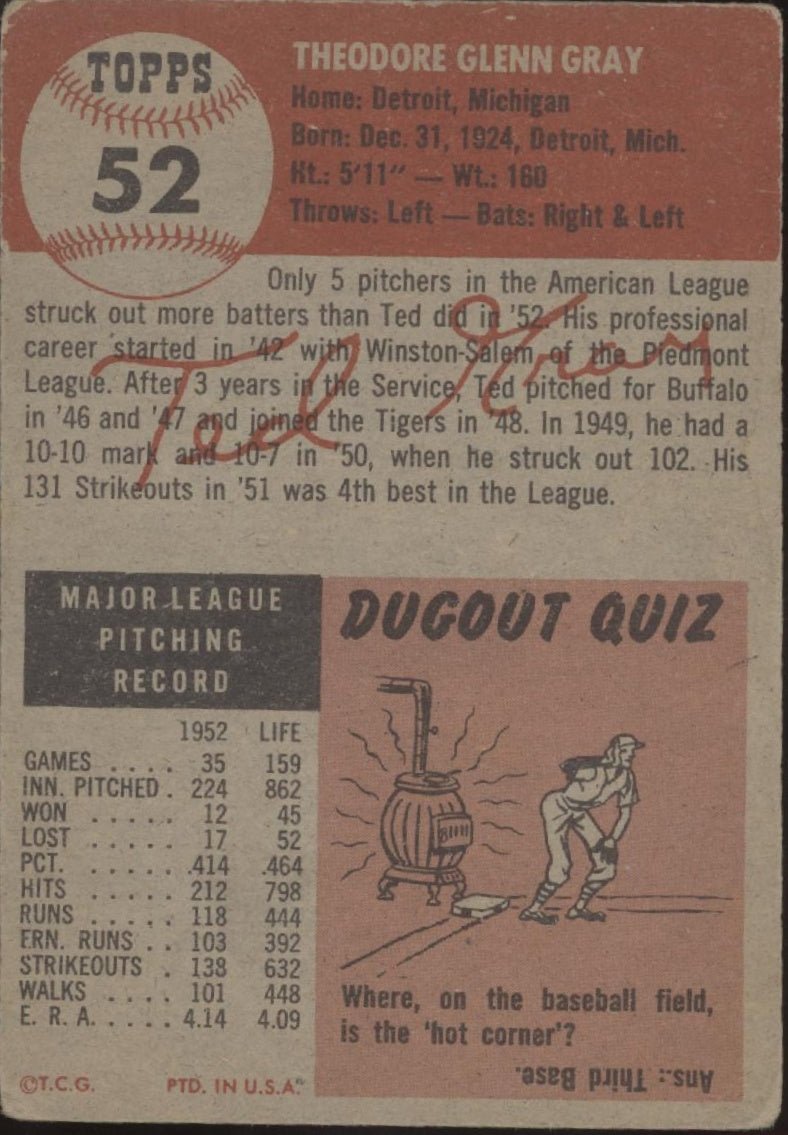 TOPPS
52
THEODORE GLENN GRAY
Home: Detroit, Michigan
Born: Dec. 31, 1924, Detroit, Mich.
Ht.: 5'11" — Wt.: 160
Throws: Left — Bats: Right & Left
Only 5 pitchers in the American League
struck out more batters than Ted did in '52. His professional
career started in '42 with Winston-Salem of the Piedmont
League. After 3 years in the Service, Ted pitched for Buffalo
in '46 and '47 and joined the Tigers in '48. In 1949, he had a
10-10 mark and 10-7 in '50, when he struck out 102. His
131 Strikeouts in '51 was 4th best in the League.
Ted Gray
MAJOR LEAGUE
PITCHING
RECORD
1952 LIFE
GAMES .... 35 159
INN. PITCHED. 224 862
WON ..... 12 45
LOST ..... 17 52
PCT. ..... .414 .464
HITS ..... 212 798
RUNS ..... 118 444
ERN. RUNS .. 103 392
STRIKEOUTS . 138 632
WALKS .... 101 448
E. R. A. .... 4.14 4.09
©T.C.G. PTD. IN U.S.A.
DUGOUT QUIZ
Where, on the baseball field,
is the 'hot corner'?
Ans.: Third Base.